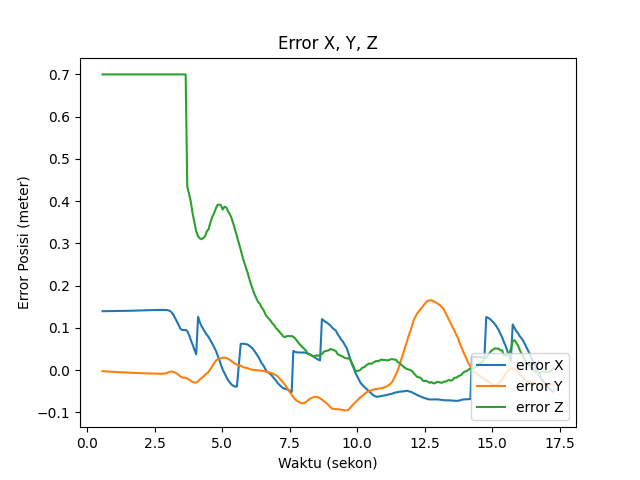 Error X, Y, Z
Error Posisi (meter)
0.7
0.6
0.5
0.4
0.3
0.2
0.1
0.0
−0.1
error X
error Y
error Z
0.0 2.5 5.0 7.5 10.0 12.5 15.0 17.5
Waktu (sekon)